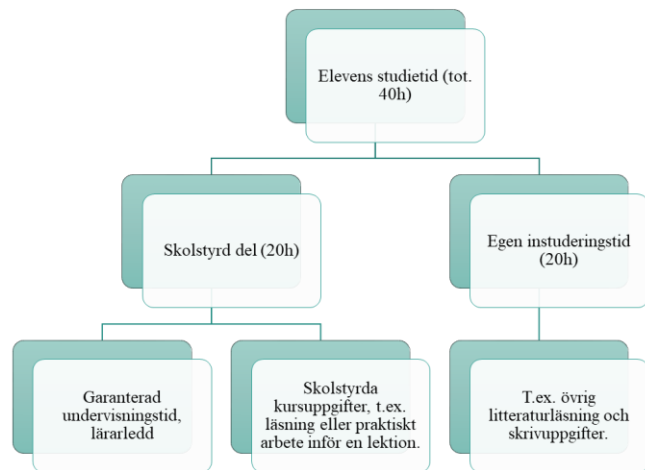 Elevens studietid (tot.
40h)
Skolstyrd del (20h)
Egen instuderingstid
(20h)
Garanterad
undervisningstid,
lärarledd
Skolstyrda
kursuppgifter, t.ex.
läsning eller praktiskt
arbete inför en lektion.
T.ex. övrig
litteraturläsning och
skrivuppgifter.